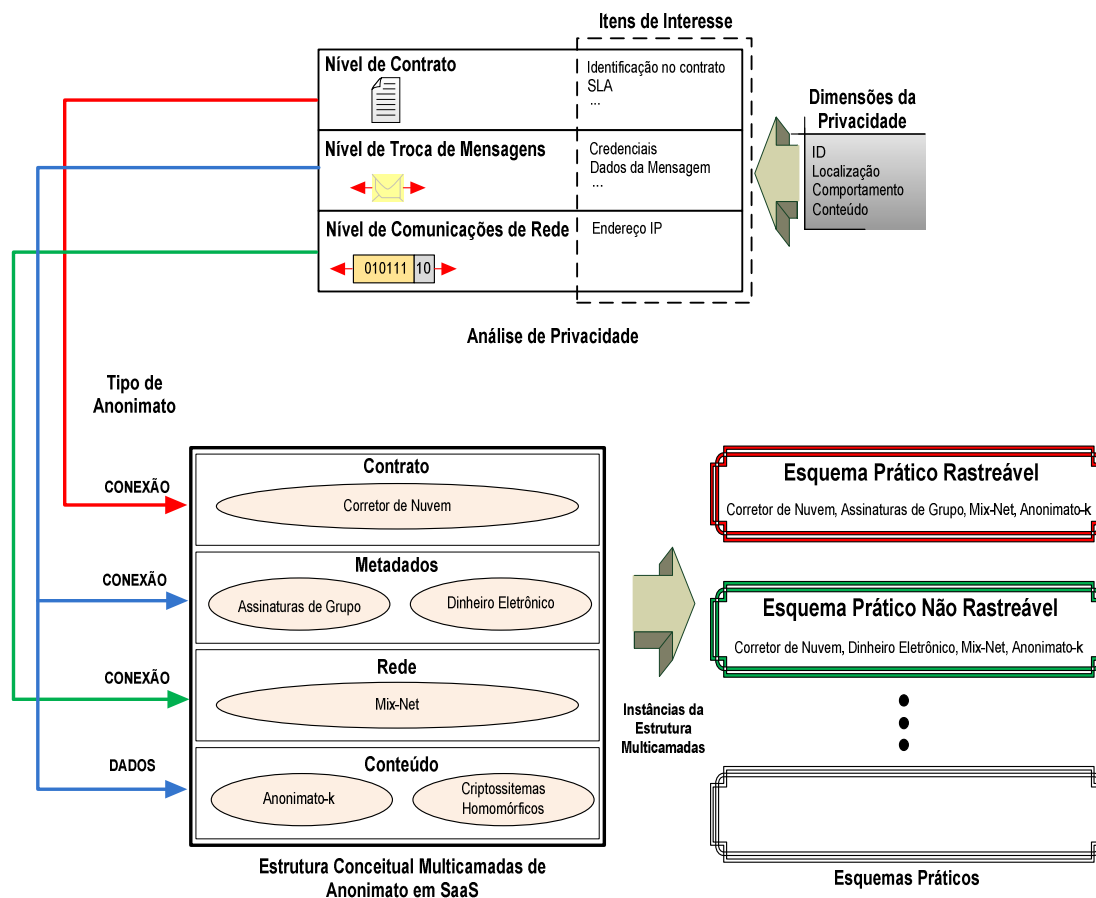 Itens de Interesse
Nível de Contrato
Identificação no contrato
SLA
...
Dimensões da
Privacidade
ID
Localização
Comportamento
Conteúdo
Nível de Troca de Mensagens
Credenciais
Dados da Mensagem
...
Nível de Comunicações de Rede
Endereço IP
010111 10
Análise de Privacidade
Tipo de
Anonimato
CONEXÃO
Contrato
Corretor de Nuvem
CONEXÃO
Metadados
Assinaturas de Grupo
Dinheiro Eletrônico
CONEXÃO
Rede
Mix-Net
DADOS
Conteúdo
Anonimato-k
Criptossitemas
Homomórficos
Estrutura Conceitual Multicamadas de
Anonimato em SaaS
Instâncias da
Estrutura
Multicamadas
Esquema Prático Rastreável
Corretor de Nuvem, Assinaturas de Grupo, Mix-Net, Anonimato-k
Esquema Prático Não Rastreável
Corretor de Nuvem, Dinheiro Eletrônico, Mix-Net, Anonimato-k
Esquemas Práticos